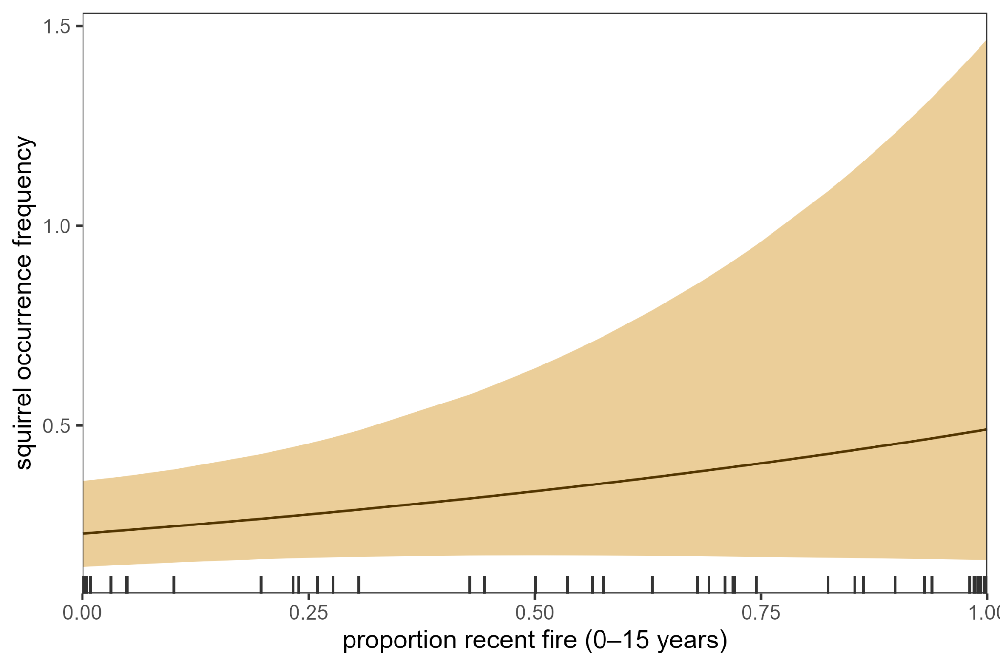 1.5
1.0
0.5
squirrel occurrence frequency
0.00 0.25 0.50 0.75 1.00
proportion recent fire (0–15 years)